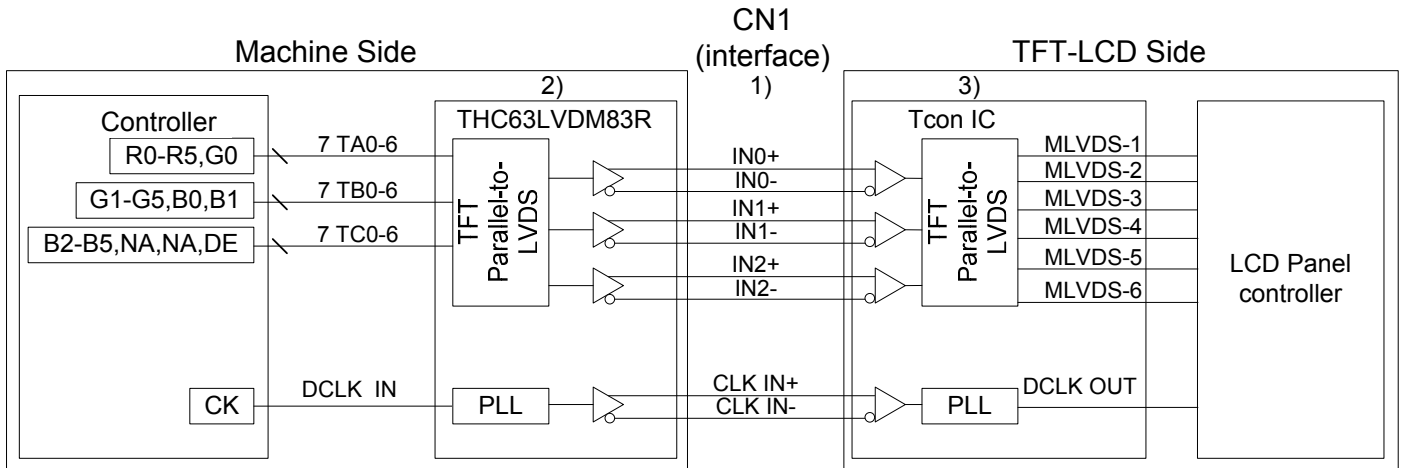 CN1
(interface)
1)
Machine Side
TFT-LCD Side
Controller
R0-R5,G0
G1-G5,B0,B1
B2-B5,NA,NA,DE
CK
7 TA0-6
7 TB0-6
7 TC0-6
DCLK IN
2)
THC63LVDM83R
TFT
Parallel-to-
LVDS
PLL
IN0+
IN0-
IN1+
IN1-
IN2+
IN2-
CLK IN+
CLK IN-
3)
Tcon IC
TFT
Parallel-to-
LVDS
PLL
MLVDS-1
MLVDS-2
MLVDS-3
MLVDS-4
MLVDS-5
MLVDS-6
DCLK OUT
LCD Panel
controller